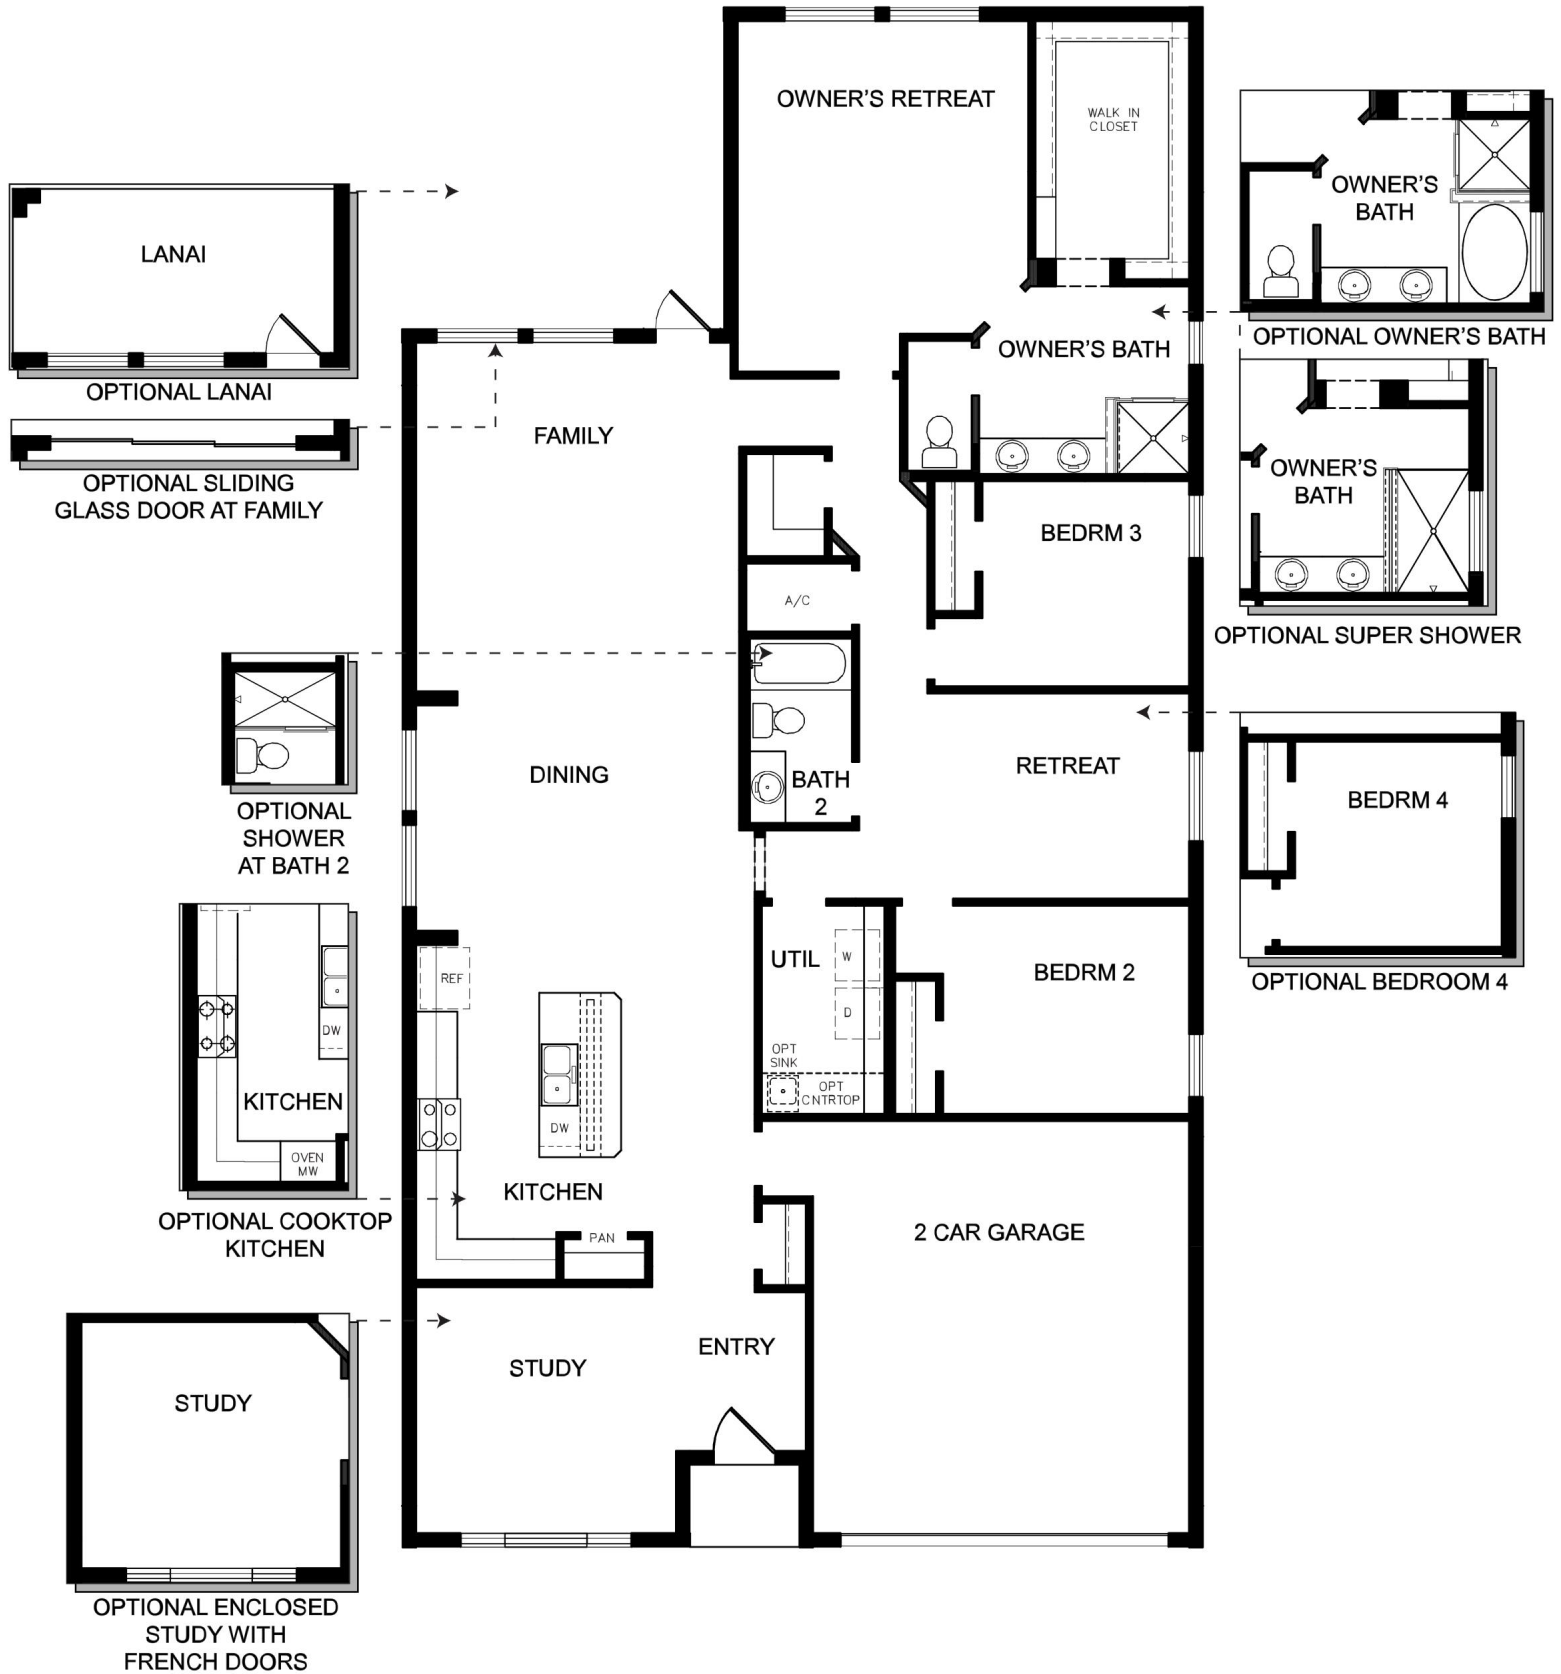 OWNER'S RETREAT
WALK IN
CLOSET
OWNER'S
BATH
OPTIONAL OWNER'S BATH
LANAI
OPTIONAL LANAI
OWNER'S BATH
FAMILY
OPTIONAL SLIDING
GLASS DOOR AT FAMILY
OWNER'S
BATH
OPTIONAL SUPER SHOWER
BEDRM 3
A/C
OPTIONAL
SHOWER
AT BATH 2
DINING
BATH
2
RETREAT
BEDRM 4
OPTIONAL BEDROOM 4
DW
KITCHEN
OVEN
MW
OPTIONAL COOKTOP
KITCHEN
REF
UTIL
W
D
OPT
SINK
OPT
CNTRTOP
BEDRM 2
DW
KITCHEN
PAN
2 CAR GARAGE
STUDY
ENTRY
STUDY
OPTIONAL ENCLOSED
STUDY WITH
FRENCH DOORS